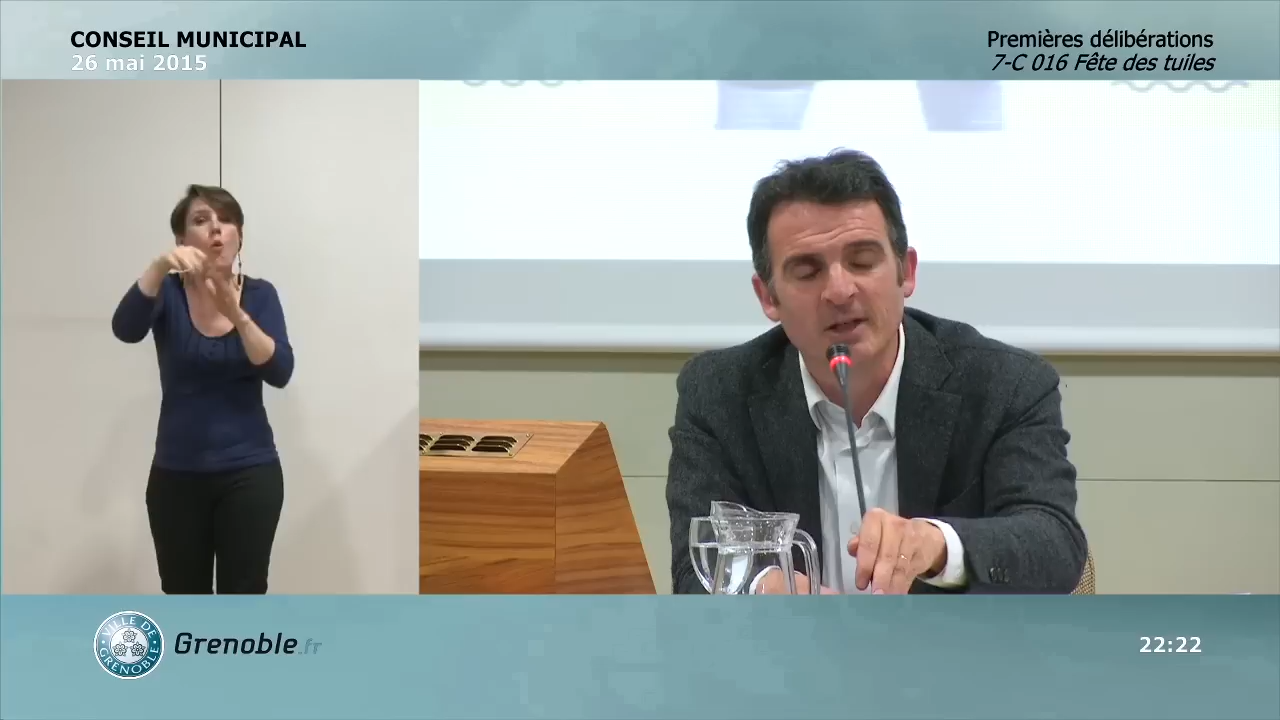 CONSEIL MUNICIPAL
26 mai 2015
Premières délibérations
7-C 016 Fête des tuiles
VILLE DE GRENOBLE
Grenoble.fr
22:22